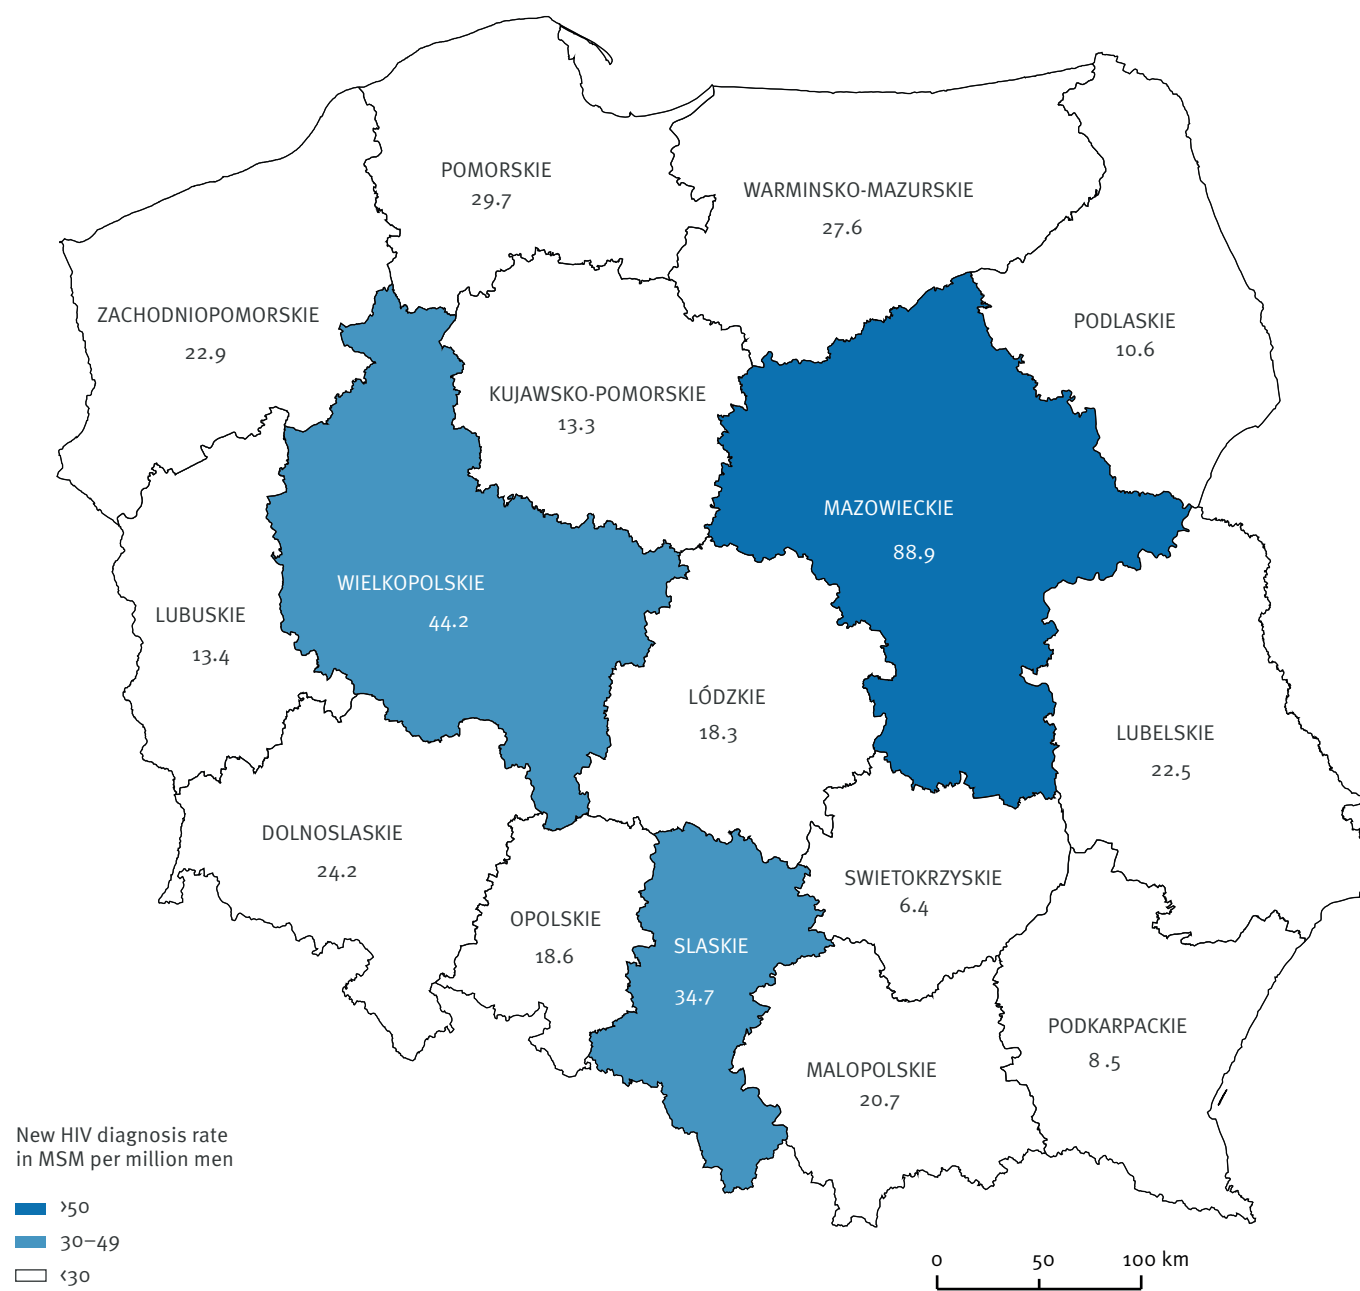 POMORSKIE
29.7
WARMINSKO-MAZURSKIE
27.6
ZACHODNIOPOMORSKIE
22.9
PODLASKIE
10.6
KUJAWSKO-POMORSKIE
13.3
MAZOWIECKIE
88.9
WIELKOPOLSKIE
44.2
LUBUSKIE
13.4
LÓDZKIE
18.3
LUBELSKIE
22.5
DOLNOSLASKIE
24.2
SWIETOKRZYSKIE
6.4
OPOLSKIE
18.6
SLASKIE
34.7
PODKARPACKIE
8 .5
MALOPOLSKIE
20.7
New HIV diagnosis rate
in MSM per million men
>50
30–49
<30
0 50 100 km